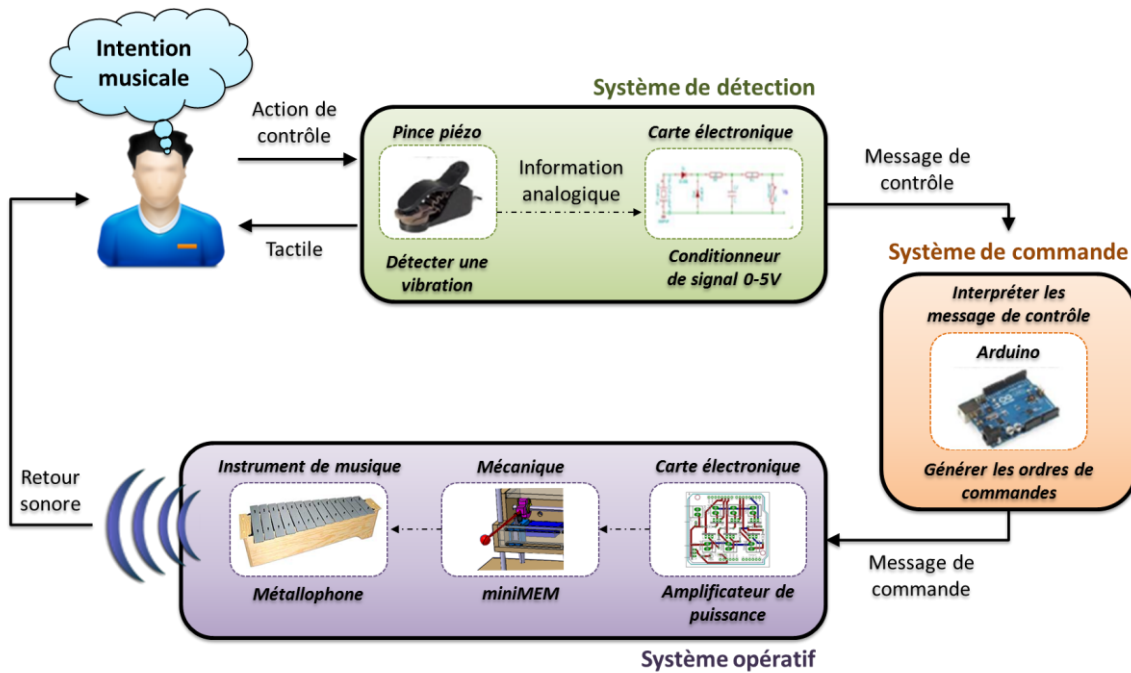 Intention
musicale
Système de détection
Action de
contrôle
Pince piézo
Carte électronique
Information
analogique
Message de
contrôle
Tactile
Détecter une
vibration
Conditionneur
de signal 0-5V
Système de commande
Interpréter les
message de contrôle
Arduino
Générer les ordres de
commandes
Instrument de musique
Mécanique
Carte électronique
Retour
sonore
Message
de commande
Métallophone
miniMEM
Amplificateur de
puissance
Système opératif